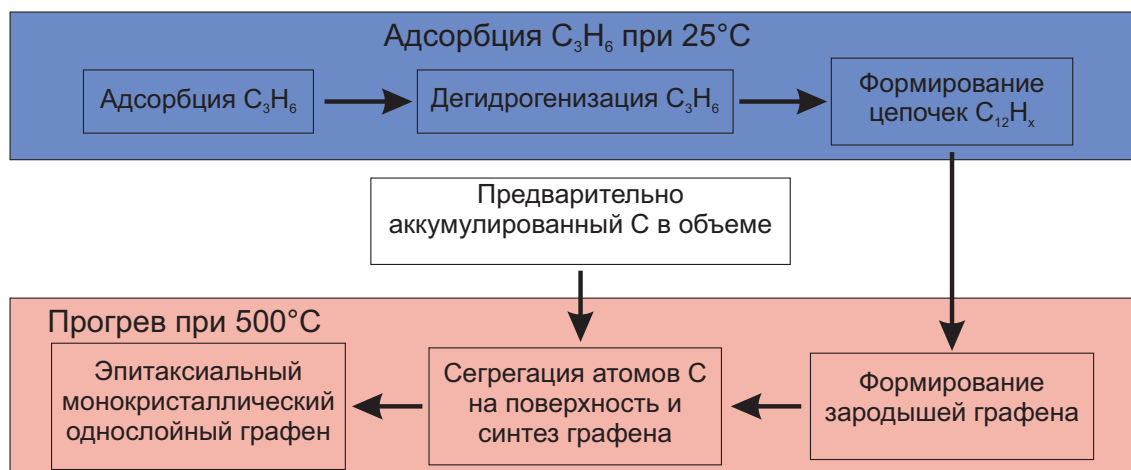 Адсорбция C₃H₆ при 25°C
Адсорбция C₃H₆
Дегидрогенизация C₃H₆
Формирование
цепочек C₁₂Hₓ
Предварительно
аккумулированный C в объеме
Прогрев при 500°C
Эпитаксиальный
монокристаллический
однослойный графен
Сегрегация атомов C
на поверхность и
синтез графена
Формирование
зародышей графена